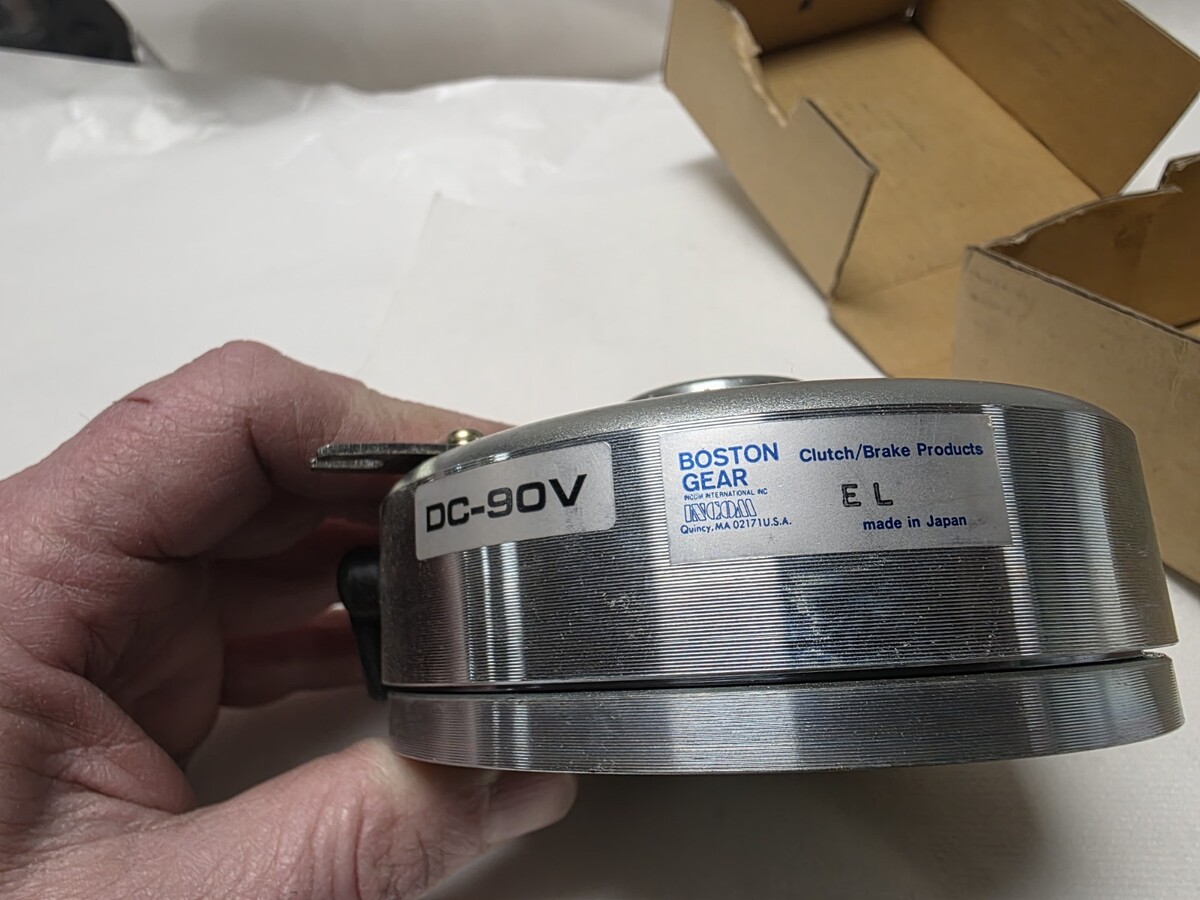 DC-90V
BOSTON
GEAR
INCOM INTERNATIONAL INC
INCOM
Quincy, MA 02171 U.S.A.
Clutch/Brake Products
EL
made in Japan